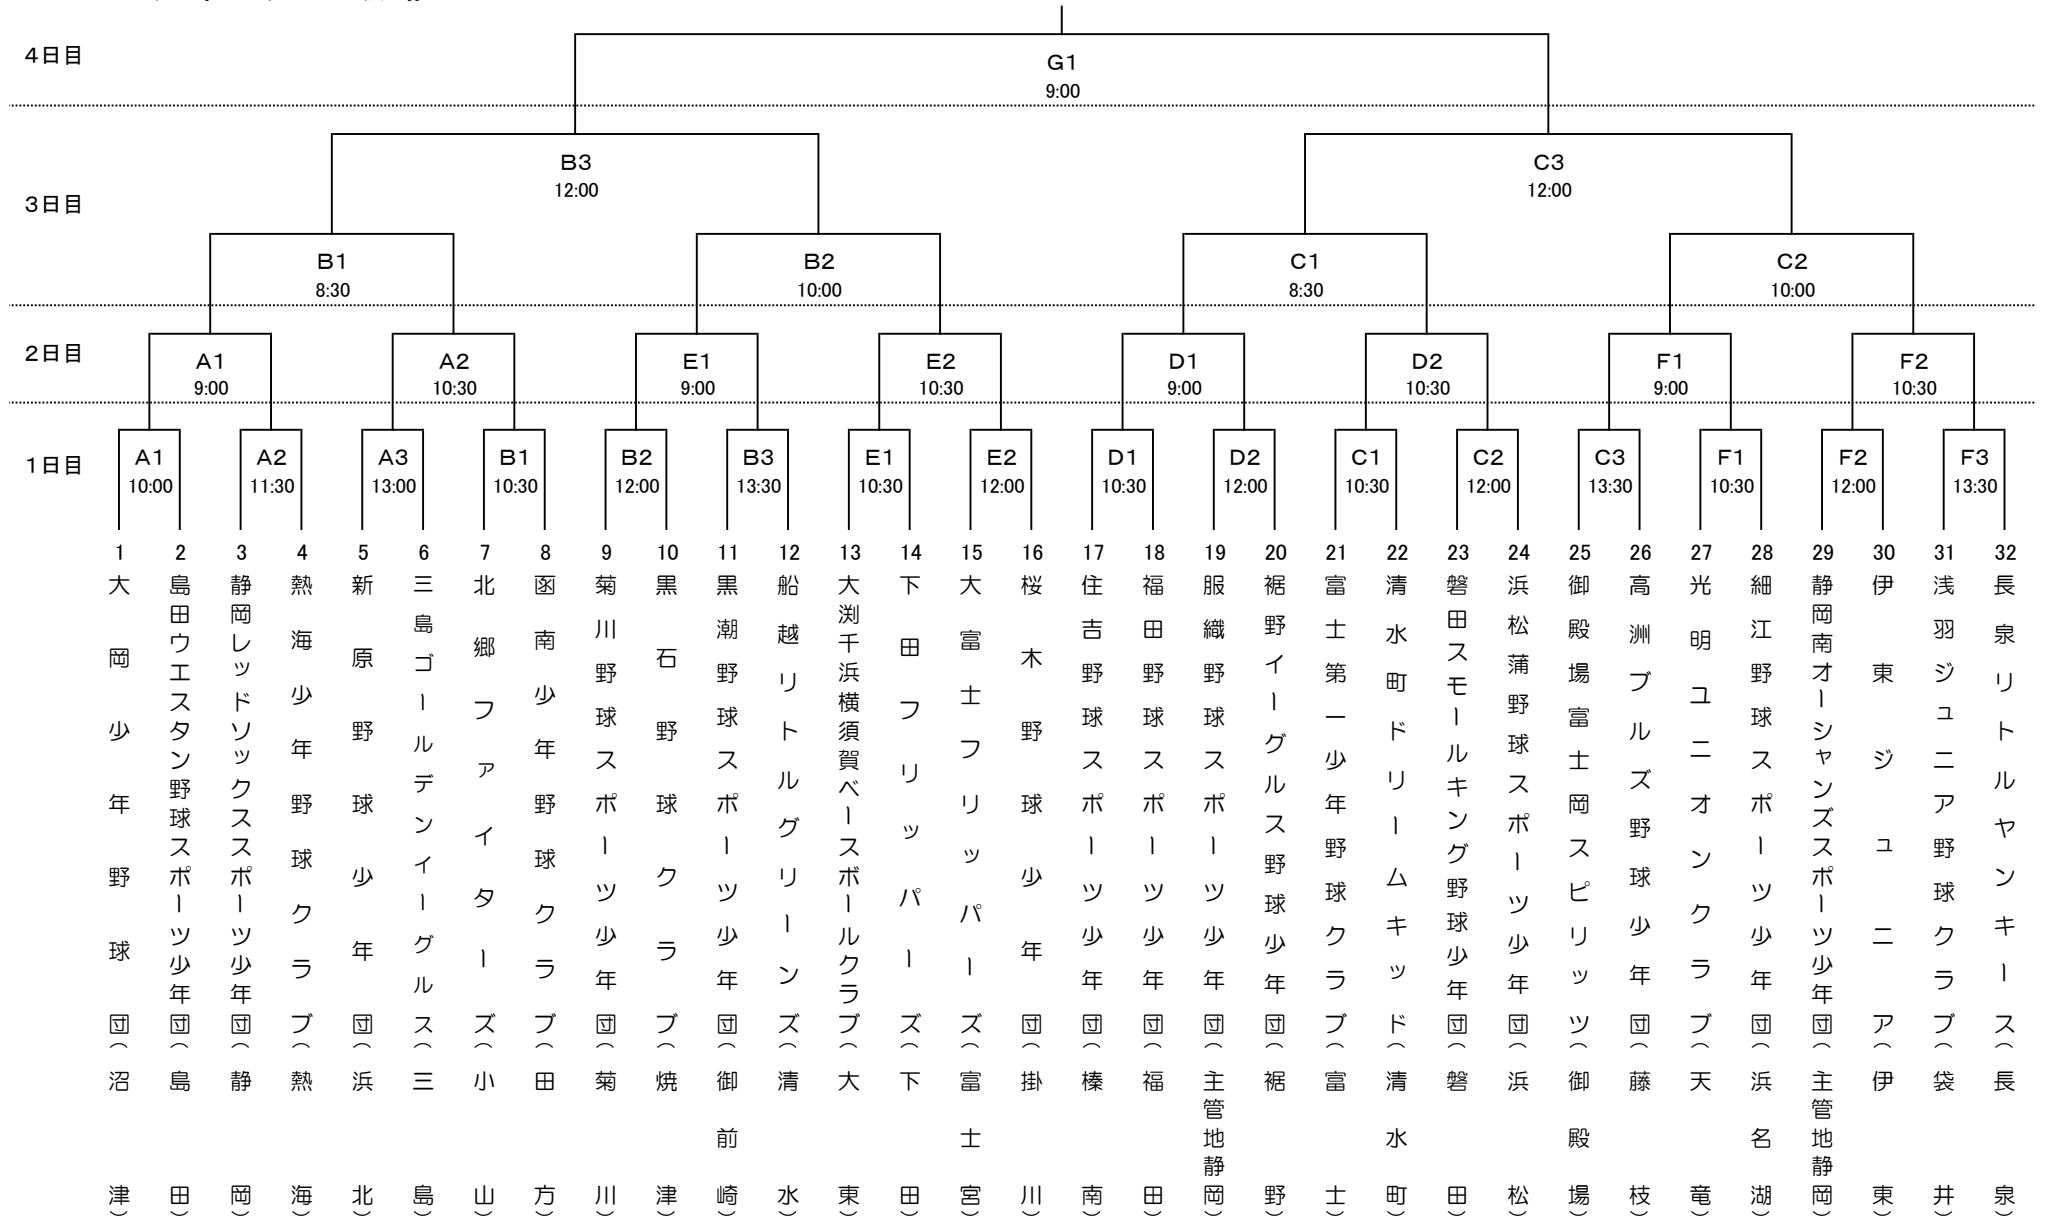 4日目
G1
9:00
B3
12:00
C3
12:00
3日目
B1
8:30
B2
10:00
C1
8:30
C2
10:00
2日目
A1
9:00
A2
10:30
E1
9:00
E2
10:30
D1
9:00
D2
10:30
F1
9:00
F2
10:30
1日目
A1
10:00
A2
11:30
A3
13:00
B1
10:30
B2
12:00
B3
13:30
E1
10:30
E2
12:00
D1
10:30
D2
12:00
C1
10:30
C2
12:00
C3
13:30
F1
10:30
F2
12:00
F3
13:30
1 大岡少年野球団(沼津)
2 島田ウエスタン野球スポーツ少年団(島田)
3 静岡レッドソックススポーツ少年団(静岡)
4 熱海少年野球クラブ(熱海)
5 新原野球少年団(浜北)
6 三島ゴールデンイーグルス(三島)
7 北郷ファイターズ(小山)
8 函南少年野球クラブ(田方)
9 菊川野球スポーツ少年団(菊川)
10 黒石野球クラブ(焼津)
11 黒潮野球スポーツ少年団(御前崎)
12 船越リトルグリーンズ(清水)
13 大渕千浜横須賀ベースボールクラブ(大東)
14 下田フリッパーズ(下田)
15 大富士フリッパーズ(富士宮)
16 桜木野球少年団(掛川)
17 住吉野球スポーツ少年団(榛南)
18 福田野球スポーツ少年団(福田)
19 服織野球スポーツ少年団(主管地静岡)
20 裾野イーグルス野球少年団(裾野)
21 富士第一少年野球クラブ(富士)
22 清水町ドリームキッド(清水町)
23 磐田スモールキング野球少年団(磐田)
24 浜松蒲野球スポーツ少年団(浜松)
25 御殿場富士岡スピリッツ(御殿場)
26 高洲ブルズ野球少年団(藤枝)
27 光明ユニオンクラブ(天竜)
28 細江野球スポーツ少年団(浜名湖)
29 静岡南オーシャンズスポーツ少年団(主管地静岡)
30 伊東ジュニア(伊東)
31 浅羽ジュニア野球クラブ(袋井)
32 長泉リトルヤンキース(長泉)